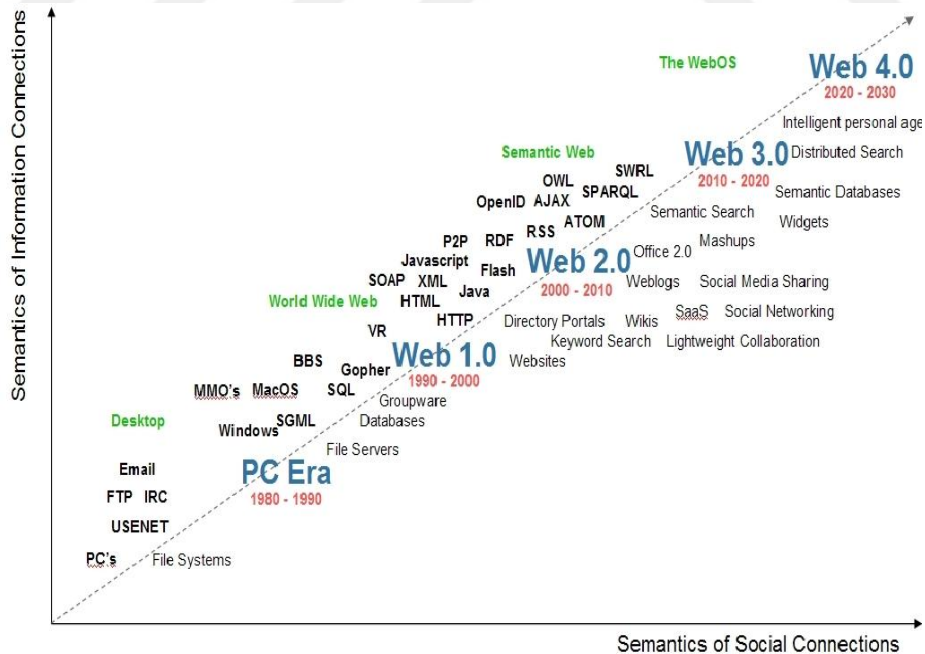 Semantics of Information Connections
The WebOS
Web 4.0
2020 - 2030
Intelligent personal age
Semantic Web
Web 3.0
Distributed Search
2010 - 2020
SWRL
OWL
SPARQL
Semantic Databases
OpenID
AJAX
Semantic Search
ATOM
Widgets
RSS
P2P
RDF
Mashups
Office 2.0
Javascript
Web 2.0
Flash
SOAP
XML
Weblogs
Social Media Sharing
Java
2000 - 2010
World Wide Web
HTML
SaaS
Social Networking
HTTP
Directory Portals
Wikis
VR
Keyword Search
Lightweight Collaboration
Web 1.0
BBS
Websites
Gopher
1990 - 2000
MMO's
MacOS
SQL
Groupware
Desktop
SGML
Databases
Windows
File Servers
Email
PC Era
FTP
IRC
1980 - 1990
USENET
PC's
File Systems
Semantics of Social Connections